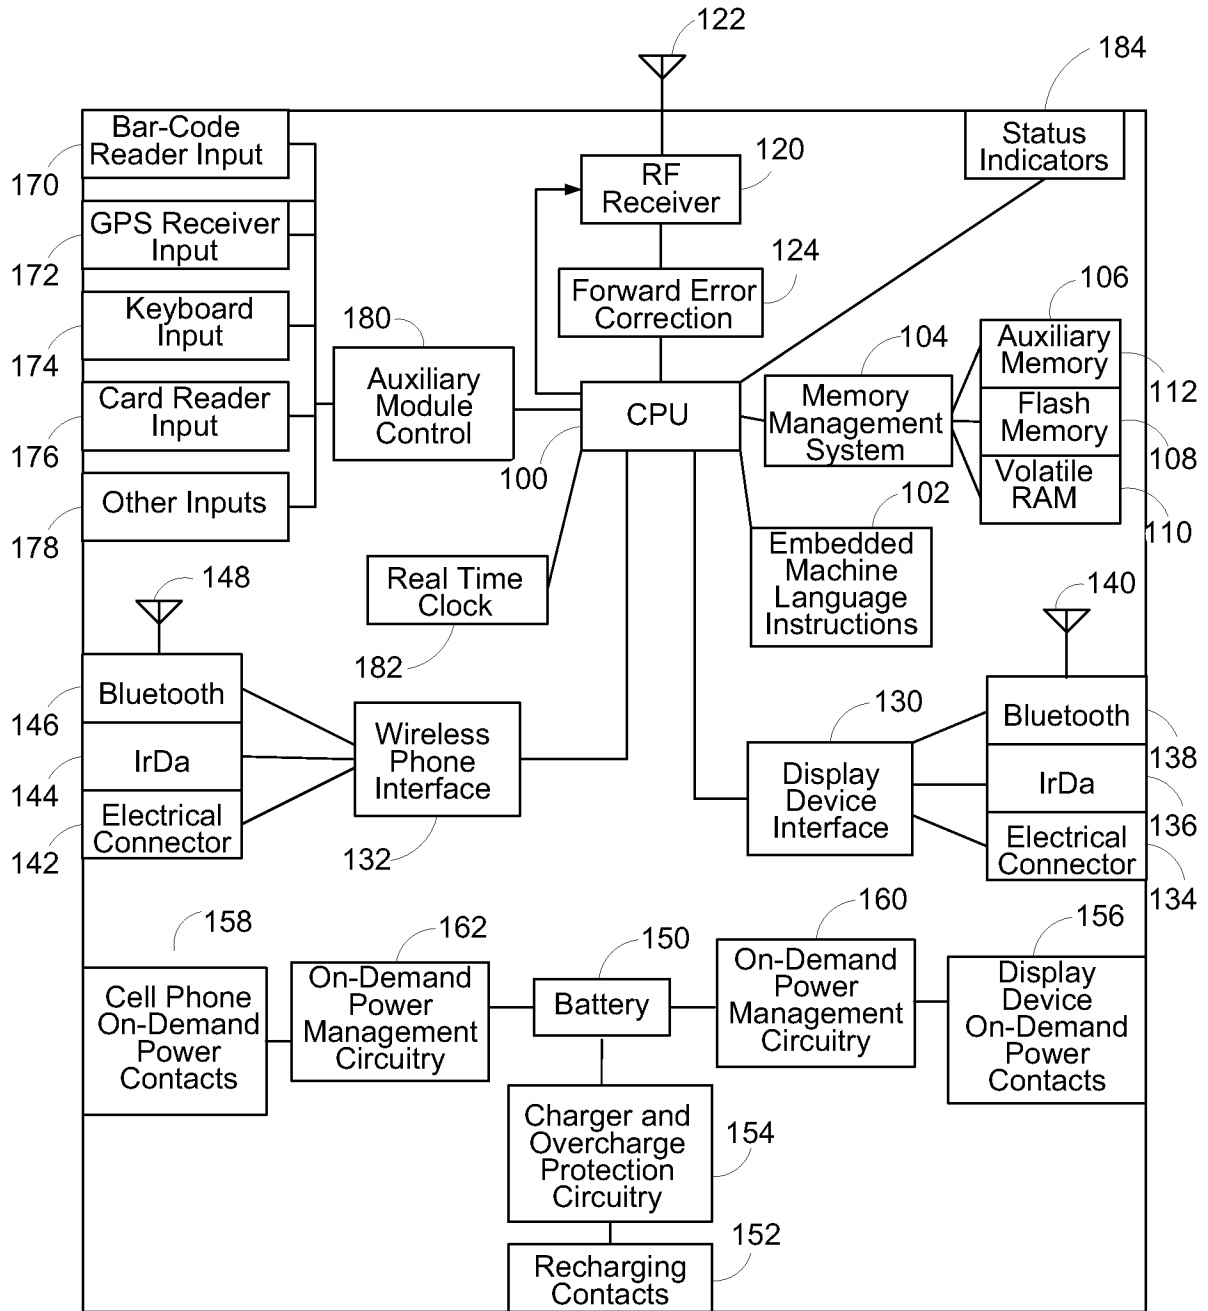 122
184
Bar-Code
Reader Input
170
RF
Receiver
120
Status
Indicators
GPS Receiver
Input
172
Forward Error
Correction
124
Keyboard
Input
174
180
Auxiliary
Module
Control
104
Memory
Management
System
106
Auxiliary
Memory
112
Card Reader
Input
176
CPU
100
Flash
Memory
108
Other Inputs
178
102
Volatile
RAM
110
Embedded
Machine
Language
Instructions
Real Time
Clock
182
148
140
Bluetooth
146
IrDa
144
Electrical
Connector
142
Wireless
Phone
Interface
132
130
Display
Device
Interface
Bluetooth
138
IrDa
136
Electrical
Connector
134
158
Cell Phone
On-Demand
Power
Contacts
162
On-Demand
Power
Management
Circuitry
150
Battery
160
On-Demand
Power
Management
Circuitry
156
Display
Device
On-Demand
Power
Contacts
Charger and
Overcharge
Protection
Circuitry
154
152
Recharging
Contacts